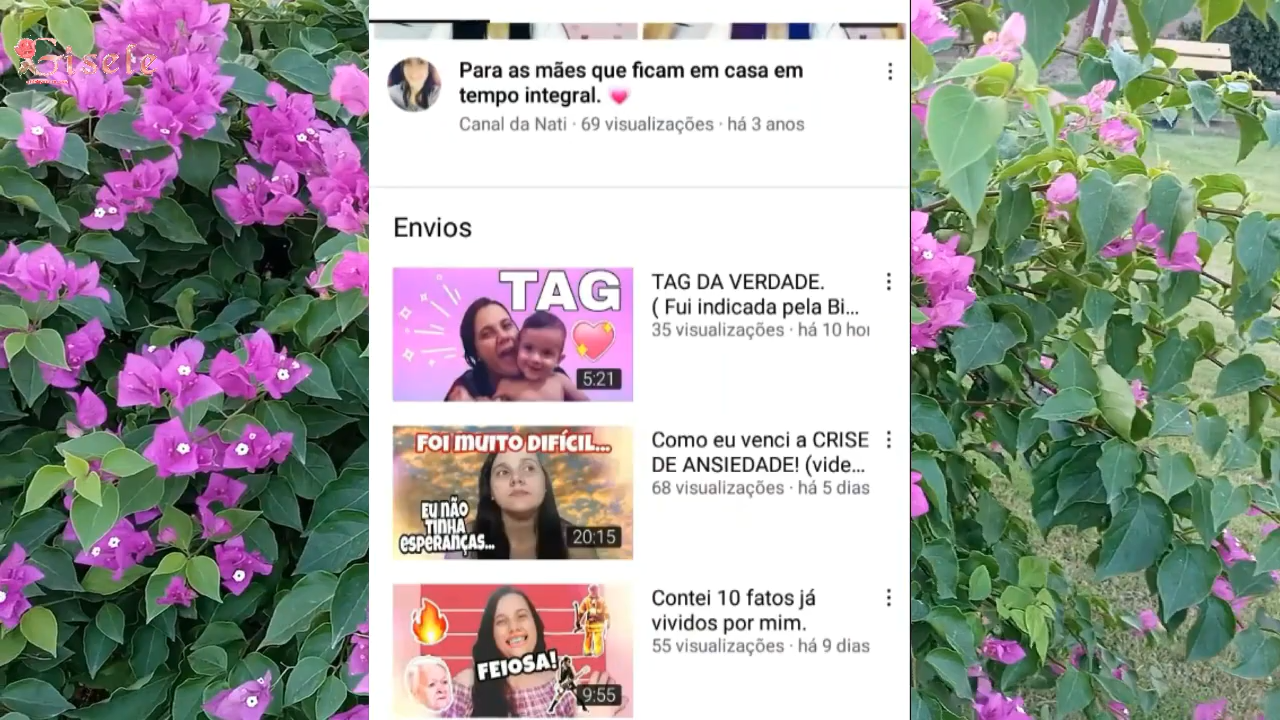 Gisele
Para as mães que ficam em casa em
tempo integral. 💗
Canal da Nati · 69 visualizações · há 3 anos
Envios
TAG
5:21
TAG DA VERDADE.
( Fui indicada pela Bi...
35 visualizações · há 10 hor
FOI MUITO DIFÍCIL...
EU NÃO
TINHA
ESPERANÇAS...
20:15
Como eu venci a CRISE
DE ANSIEDADE! (vide...
68 visualizações · há 5 dias
FEIOSA!
9:55
Contei 10 fatos já
vividos por mim.
55 visualizações · há 9 dias